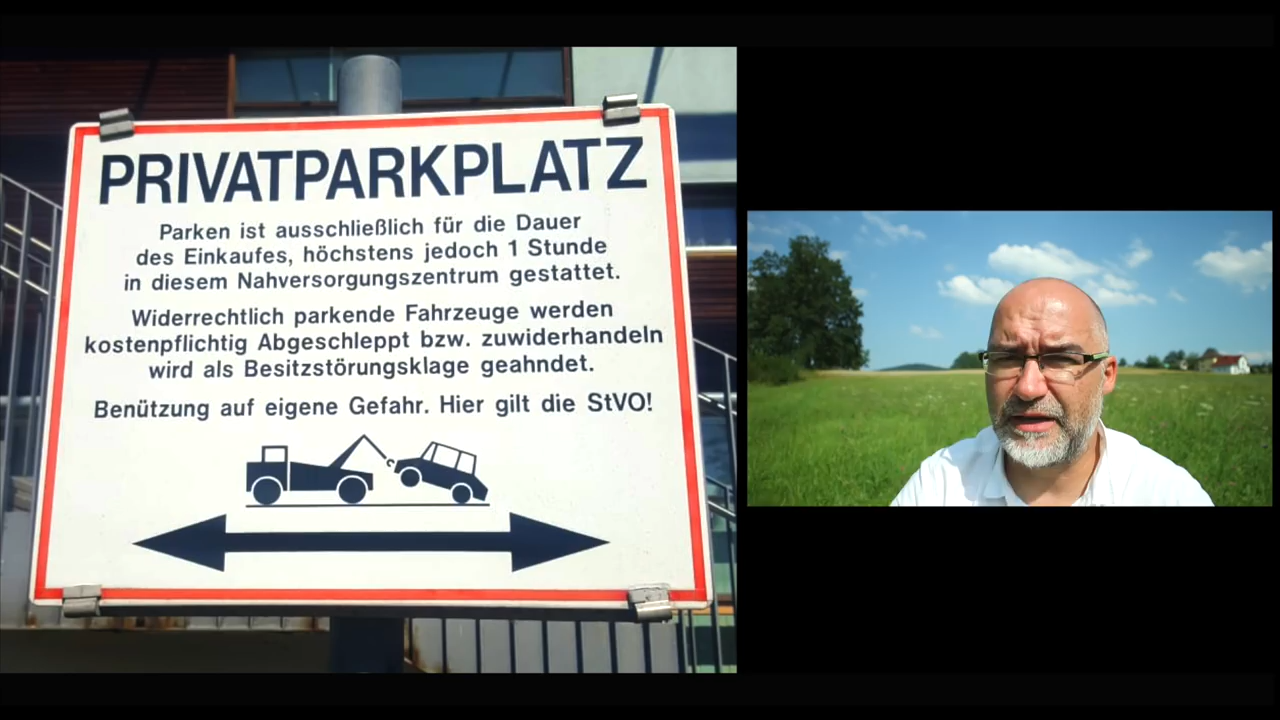 PRIVATPARKPLATZ
Parken ist ausschließlich für die Dauer
des Einkaufes, höchstens jedoch 1 Stunde
in diesem Nahversorgungszentrum gestattet.
Widerrechtlich parkende Fahrzeuge werden
kostenpflichtig Abgeschleppt bzw. zuwiderhandeln
wird als Besitzstörungsklage geahndet.
Benützung auf eigene Gefahr. Hier gilt die StVO!